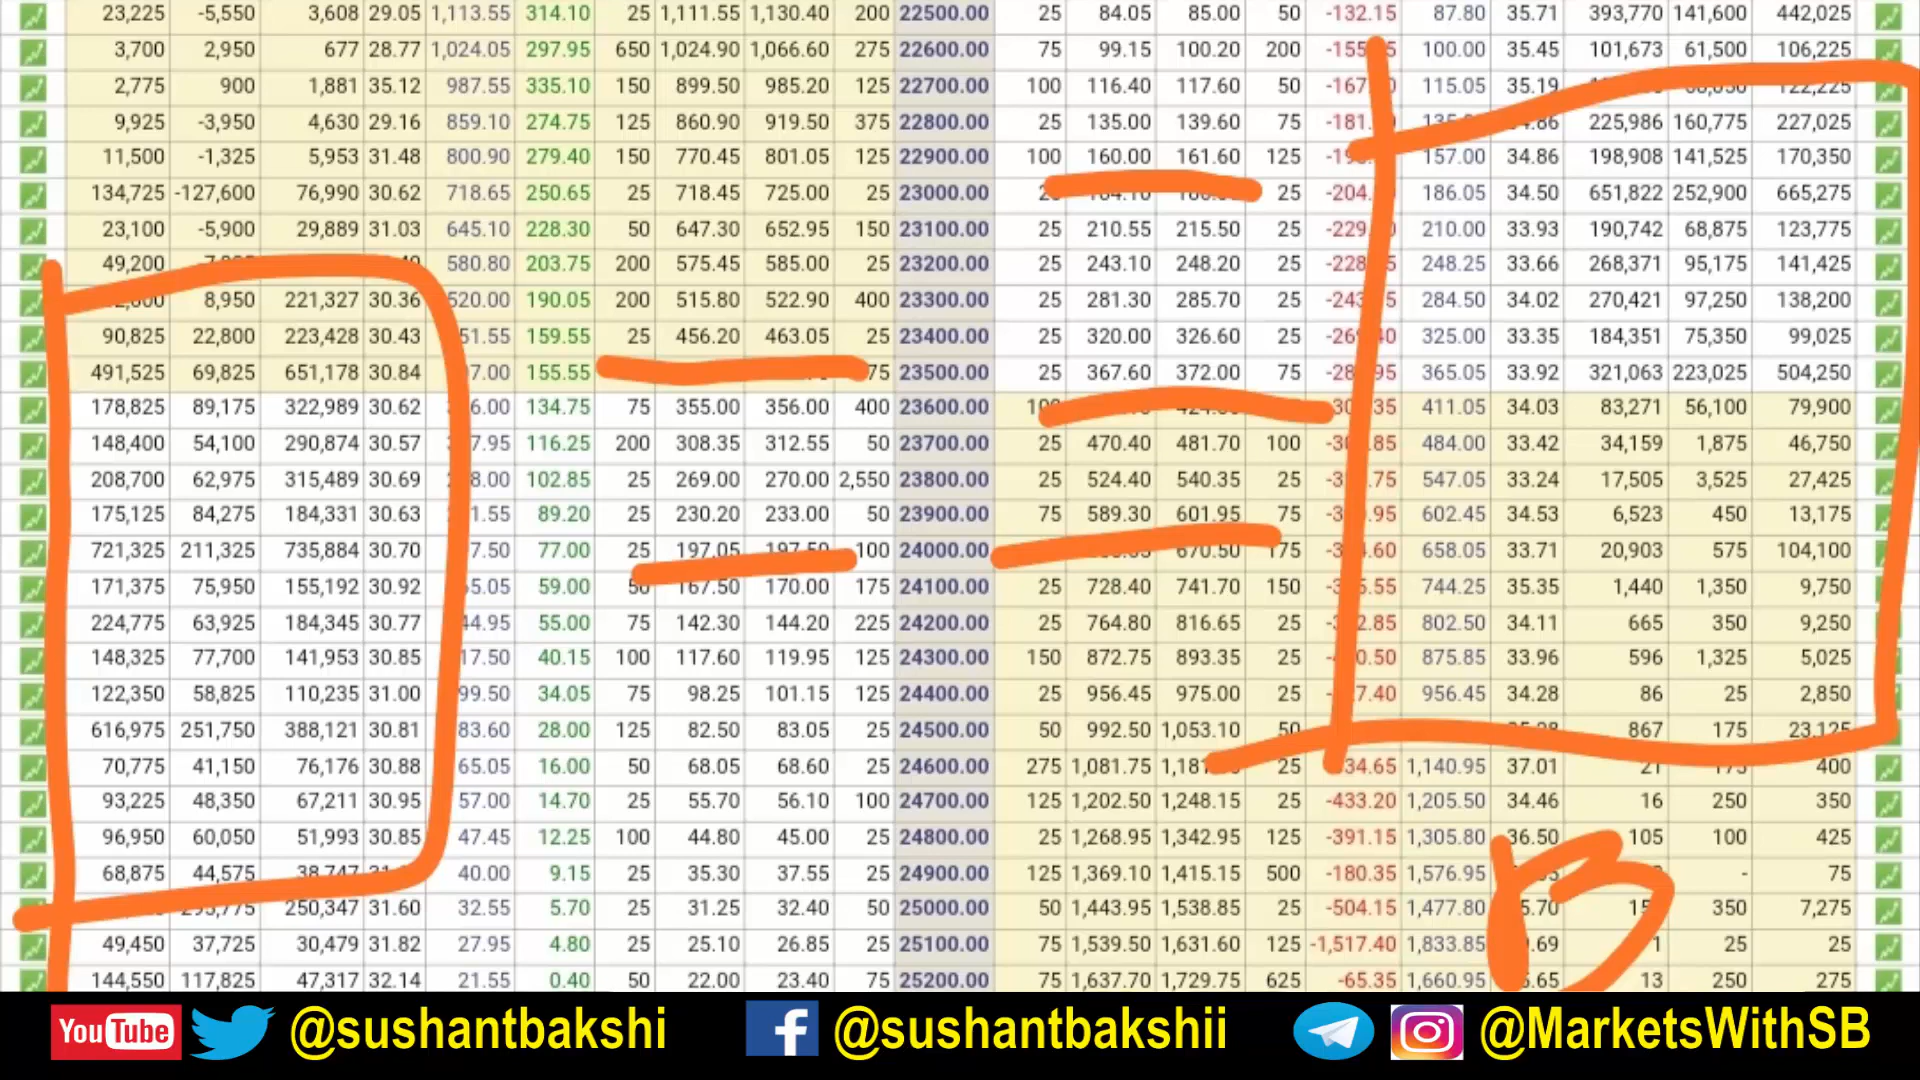 23,225 -5,550 3,608 29.05 1,113.55 314.10 25 1,111.55 1,130.40 200 22500.00 25 84.05 85.00 50 -132.15 87.80 35.71 393,770 141,600 442,025
3,700 2,950 677 28.77 1,024.05 297.95 650 1,024.90 1,066.60 275 22600.00 75 99.15 100.20 200 100.00 35.45 101,673 61,500 106,225
2,775 900 1,881 35.12 987.55 335.10 150 899.50 985.20 125 22700.00 100 116.40 117.60 50 115.05 35.19 122,225
9,925 -3,950 4,630 29.16 859.10 274.75 125 860.90 919.50 375 22800.00 25 135.00 139.60 75 225,986 160,775 227,025
11,500 -1,325 5,953 31.48 800.90 279.40 150 770.45 801.05 125 22900.00 100 160.00 161.60 125 157.00 34.86 198,908 141,525 170,350
134,725 -127,600 76,990 30.62 718.65 250.65 25 718.45 725.00 25 23000.00 25 186.05 34.50 651,822 252,900 665,275
23,100 -5,900 29,889 31.03 645.10 228.30 50 647.30 652.95 150 23100.00 25 210.55 215.50 25 210.00 33.93 190,742 68,875 123,775
49,200 580.80 203.75 200 575.45 585.00 25 23200.00 25 243.10 248.20 25 248.25 33.66 268,371 95,175 141,425
8,950 221,327 30.36 520.00 190.05 200 515.80 522.90 400 23300.00 25 281.30 285.70 25 284.50 34.02 270,421 97,250 138,200
90,825 22,800 223,428 30.43 159.55 25 456.20 463.05 25 23400.00 25 320.00 326.60 25 325.00 33.35 184,351 75,350 99,025
491,525 69,825 651,178 30.84 155.55 23500.00 25 367.60 372.00 75 365.05 33.92 321,063 223,025 504,250
178,825 89,175 322,989 30.62 134.75 75 355.00 356.00 400 23600.00 411.05 34.03 83,271 56,100 79,900
148,400 54,100 290,874 30.57 116.25 200 308.35 312.55 50 23700.00 25 470.40 481.70 100 484.00 33.42 34,159 1,875 46,750
208,700 62,975 315,489 30.69 102.85 25 269.00 270.00 2,550 23800.00 25 524.40 540.35 25 547.05 33.24 17,505 3,525 27,425
175,125 84,275 184,331 30.63 89.20 25 230.20 233.00 50 23900.00 75 589.30 601.95 75 602.45 34.53 6,523 450 13,175
721,325 211,325 735,884 30.70 77.00 25 197.05 197.50 100 24000.00 670.50 175 658.05 33.71 20,903 575 104,100
171,375 75,950 155,192 30.92 59.00 50 167.50 170.00 175 24100.00 25 728.40 741.70 150 744.25 35.35 1,440 1,350 9,750
224,775 63,925 184,345 30.77 55.00 75 142.30 144.20 225 24200.00 25 764.80 816.65 25 802.50 34.11 665 350 9,250
148,325 77,700 141,953 30.85 40.15 100 117.60 119.95 125 24300.00 150 872.75 893.35 25 875.85 33.96 596 1,325 5,025
122,350 58,825 110,235 31.00 99.50 34.05 75 98.25 101.15 125 24400.00 25 956.45 975.00 25 956.45 34.28 86 25 2,850
616,975 251,750 388,121 30.81 83.60 28.00 125 82.50 83.05 25 24500.00 50 992.50 1,053.10 50 867 175 23,125
70,775 41,150 76,176 30.88 65.05 16.00 50 68.05 68.60 25 24600.00 275 1,081.75 25 1,140.95 37.01 21 175 400
93,225 48,350 67,211 30.95 57.00 14.70 25 55.70 56.10 100 24700.00 125 1,202.50 1,248.15 25 -433.20 1,205.50 34.46 16 250 350
96,950 60,050 51,993 30.85 47.45 12.25 100 44.80 45.00 25 24800.00 25 1,268.95 1,342.95 125 -391.15 1,305.80 36.50 105 100 425
68,875 44,575 38,747 40.00 9.15 25 35.30 37.55 25 24900.00 125 1,369.10 1,415.15 500 -180.35 1,576.95 - 75
250,347 31.60 32.55 5.70 25 31.25 32.40 50 25000.00 50 1,443.95 1,538.85 25 -504.15 1,477.80 350 7,275
49,450 37,725 30,479 31.82 27.95 4.80 25 25.10 26.85 25 25100.00 75 1,539.50 1,631.60 125 -1,517.40 1,833.85 1 25 25
144,550 117,825 47,317 32.14 21.55 0.40 50 22.00 23.40 75 25200.00 75 1,637.70 1,729.75 625 -65.35 1,660.95 13 250 275
B
YouTube @sushantbakshi @sushantbakshii @MarketsWithSB